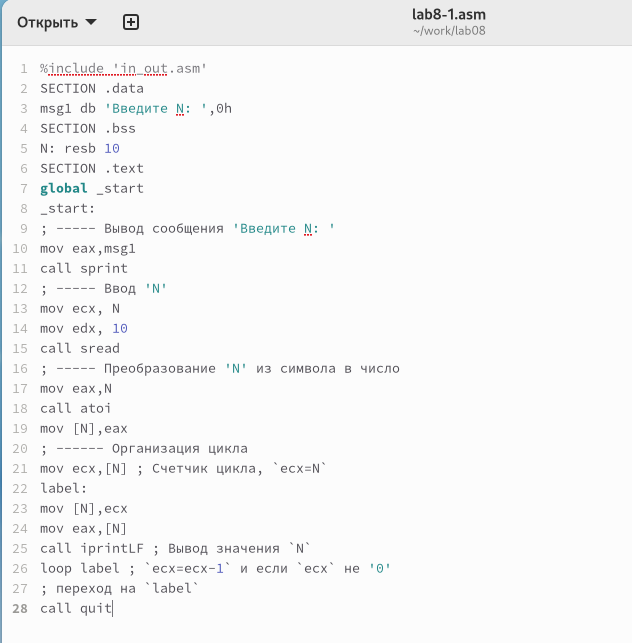 Открыть
lab8-1.asm
~/work/lab08
1 %include 'in_out.asm'
2 SECTION .data
3 msg1 db 'Введите N: ',0h
4 SECTION .bss
5 N: resb 10
6 SECTION .text
7 global _start
8 _start:
9 ; ----- Вывод сообщения 'Введите N: '
10 mov eax,msg1
11 call sprint
12 ; ----- Ввод 'N'
13 mov ecx, N
14 mov edx, 10
15 call sread
16 ; ----- Преобразование 'N' из символа в число
17 mov eax,N
18 call atoi
19 mov [N],eax
20 ; ------ Организация цикла
21 mov ecx,[N] ; Счетчик цикла, `ecx=N`
22 label:
23 mov [N],ecx
24 mov eax,[N]
25 call iprintLF ; Вывод значения `N`
26 loop label ; `ecx=ecx-1` и если `ecx` не '0'
27 ; переход на `label`
28 call quit